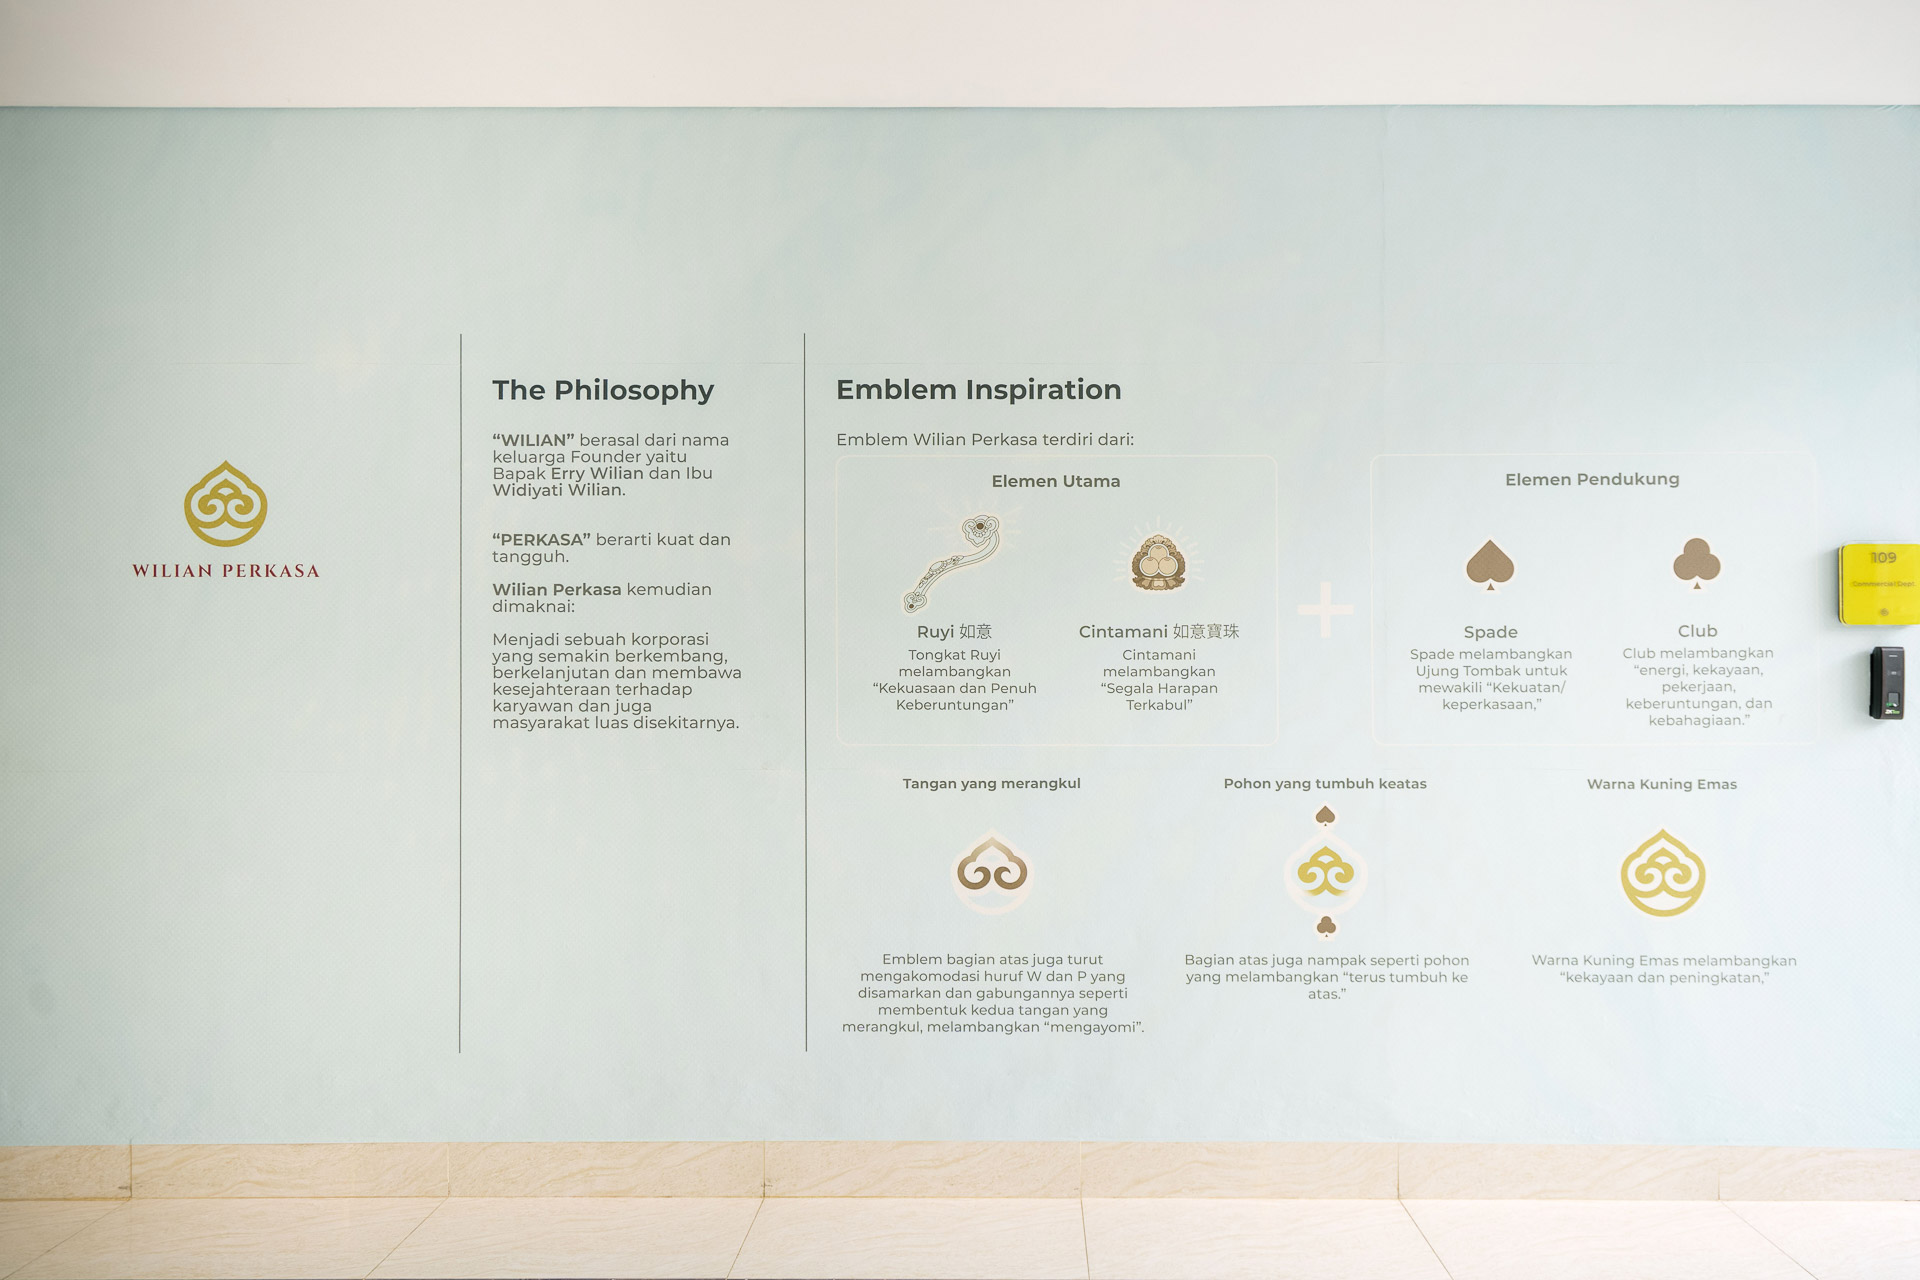 WILIAN PERKASA
The Philosophy
“WILIAN” berasal dari nama
keluarga Founder yaitu
Bapak Erry Wilian dan Ibu
Widiyati Wilian.
“PERKASA” berarti kuat dan
tangguh.
Wilian Perkasa kemudian
dimaknai:
Menjadi sebuah korporasi
yang semakin berkembang,
berkelanjutan dan membawa
kesejahteraan terhadap
karyawan dan juga
masyarakat luas disekitarnya.
Emblem Inspiration
Emblem Wilian Perkasa terdiri dari:
Elemen Utama
Ruyi 如意
Tongkat Ruyi
melambangkan
“Kekuasaan dan Penuh
Keberuntungan”
Cintamani 如意寶珠
Cintamani
melambangkan
“Segala Harapan
Terkabul”
Elemen Pendukung
Spade
Spade melambangkan
Ujung Tombak untuk
mewakili “Kekuatan/
keperkasaan,”
Club
Club melambangkan
“energi, kekayaan,
pekerjaan,
keberuntungan, dan
kebahagiaan.”
Tangan yang merangkul
Emblem bagian atas juga turut
mengakomodasi huruf W dan P yang
disamarkan dan gabungannya seperti
membentuk kedua tangan yang
merangkul, melambangkan “mengayomi”.
Pohon yang tumbuh keatas
Bagian atas juga nampak seperti pohon
yang melambangkan “terus tumbuh ke
atas.”
Warna Kuning Emas
Warna Kuning Emas melambangkan
“kekayaan dan peningkatan,”
109
Commercial Dept.